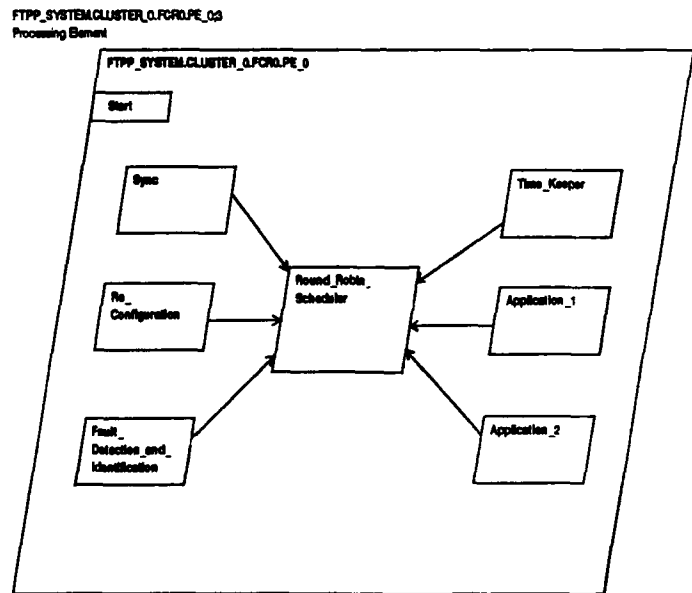 FTPP_SYSTEM.CLUSTER_0.FCR0.PE_0;3
Processing Element
FTPP_SYSTEM.CLUSTER_0.FCR0.PE_0
Start
Sync
Time_Keeper
Round_Robin_
Scheduler
Re_
Configuration
Application_1
Fault_
Detection_and_
Identification
Application_2